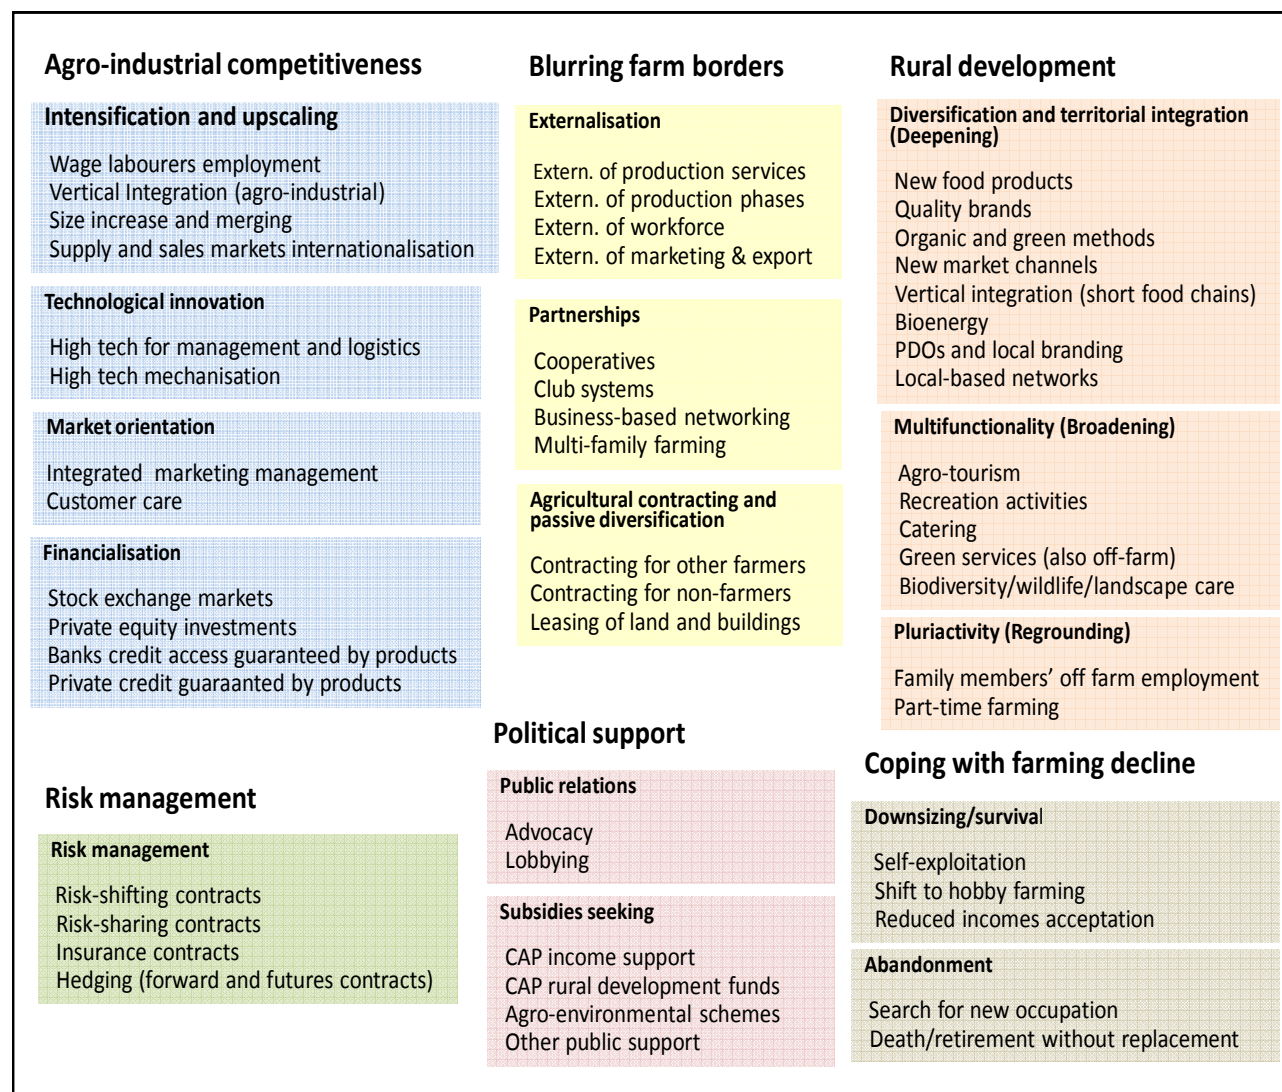 Agro-industrial competitiveness
Intensification and upscaling
Wage labourers employment
Vertical Integration (agro-industrial)
Size increase and merging
Supply and sales markets internationalisation
Technological innovation
High tech for management and logistics
High tech mechanisation
Market orientation
Integrated marketing management
Customer care
Financialisation
Stock exchange markets
Private equity investments
Banks credit access guaranteed by products
Private credit guaraanted by products
Blurring farm borders
Externalisation
Extern. of production services
Extern. of production phases
Extern. of workforce
Extern. of marketing & export
Partnerships
Cooperatives
Club systems
Business-based networking
Multi-family farming
Agricultural contracting and
passive diversification
Contracting for other farmers
Contracting for non-farmers
Leasing of land and buildings
Rural development
Diversification and territorial integration
(Deepening)
New food products
Quality brands
Organic and green methods
New market channels
Vertical integration (short food chains)
Bioenergy
PDOs and local branding
Local-based networks
Multifunctionality (Broadening)
Agro-tourism
Recreation activities
Catering
Green services (also off-farm)
Biodiversity/wildlife/landscape care
Pluriactivity (Regrounding)
Family members’ off farm employment
Part-time farming
Risk management
Risk management
Risk-shifting contracts
Risk-sharing contracts
Insurance contracts
Hedging (forward and futures contracts)
Political support
Public relations
Advocacy
Lobbying
Subsidies seeking
CAP income support
CAP rural development funds
Agro-environmental schemes
Other public support
Coping with farming decline
Downsizing/survival
Self-exploitation
Shift to hobby farming
Reduced incomes acceptation
Abandonment
Search for new occupation
Death/retirement without replacement